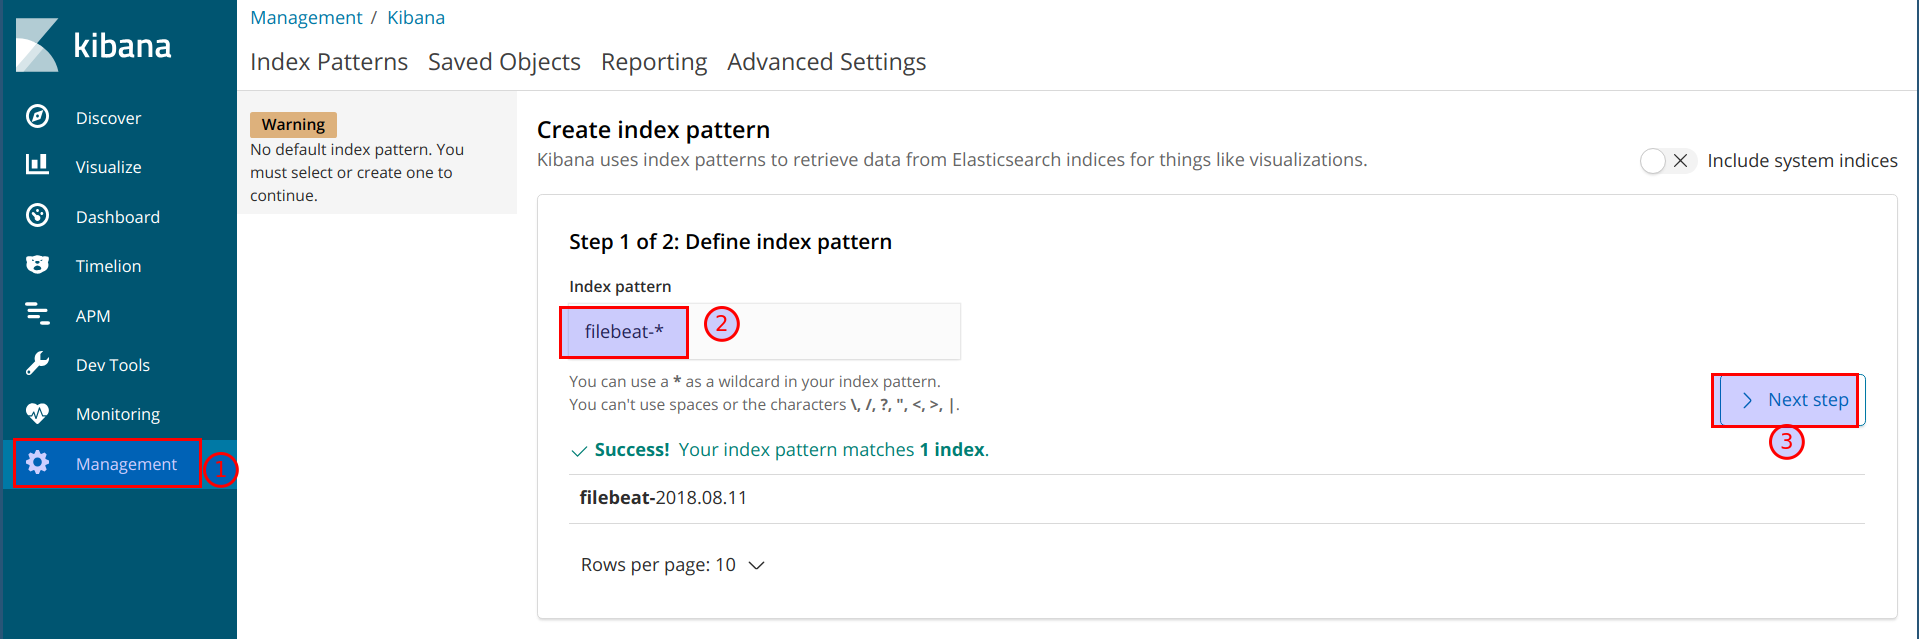 kibana
Discover
Visualize
Dashboard
Timelion
APM
Dev Tools
Monitoring
Management
1
Management / Kibana
Index Patterns Saved Objects Reporting Advanced Settings
Warning
No default index pattern. You
must select or create one to
continue.
Create index pattern
Kibana uses index patterns to retrieve data from Elasticsearch indices for things like visualizations.
Include system indices
Step 1 of 2: Define index pattern
Index pattern
filebeat-*
2
You can use a * as a wildcard in your index pattern.
You can't use spaces or the characters \, /, ?, ", <, >, |.
Next step
3
Success! Your index pattern matches 1 index.
filebeat-2018.08.11
Rows per page: 10